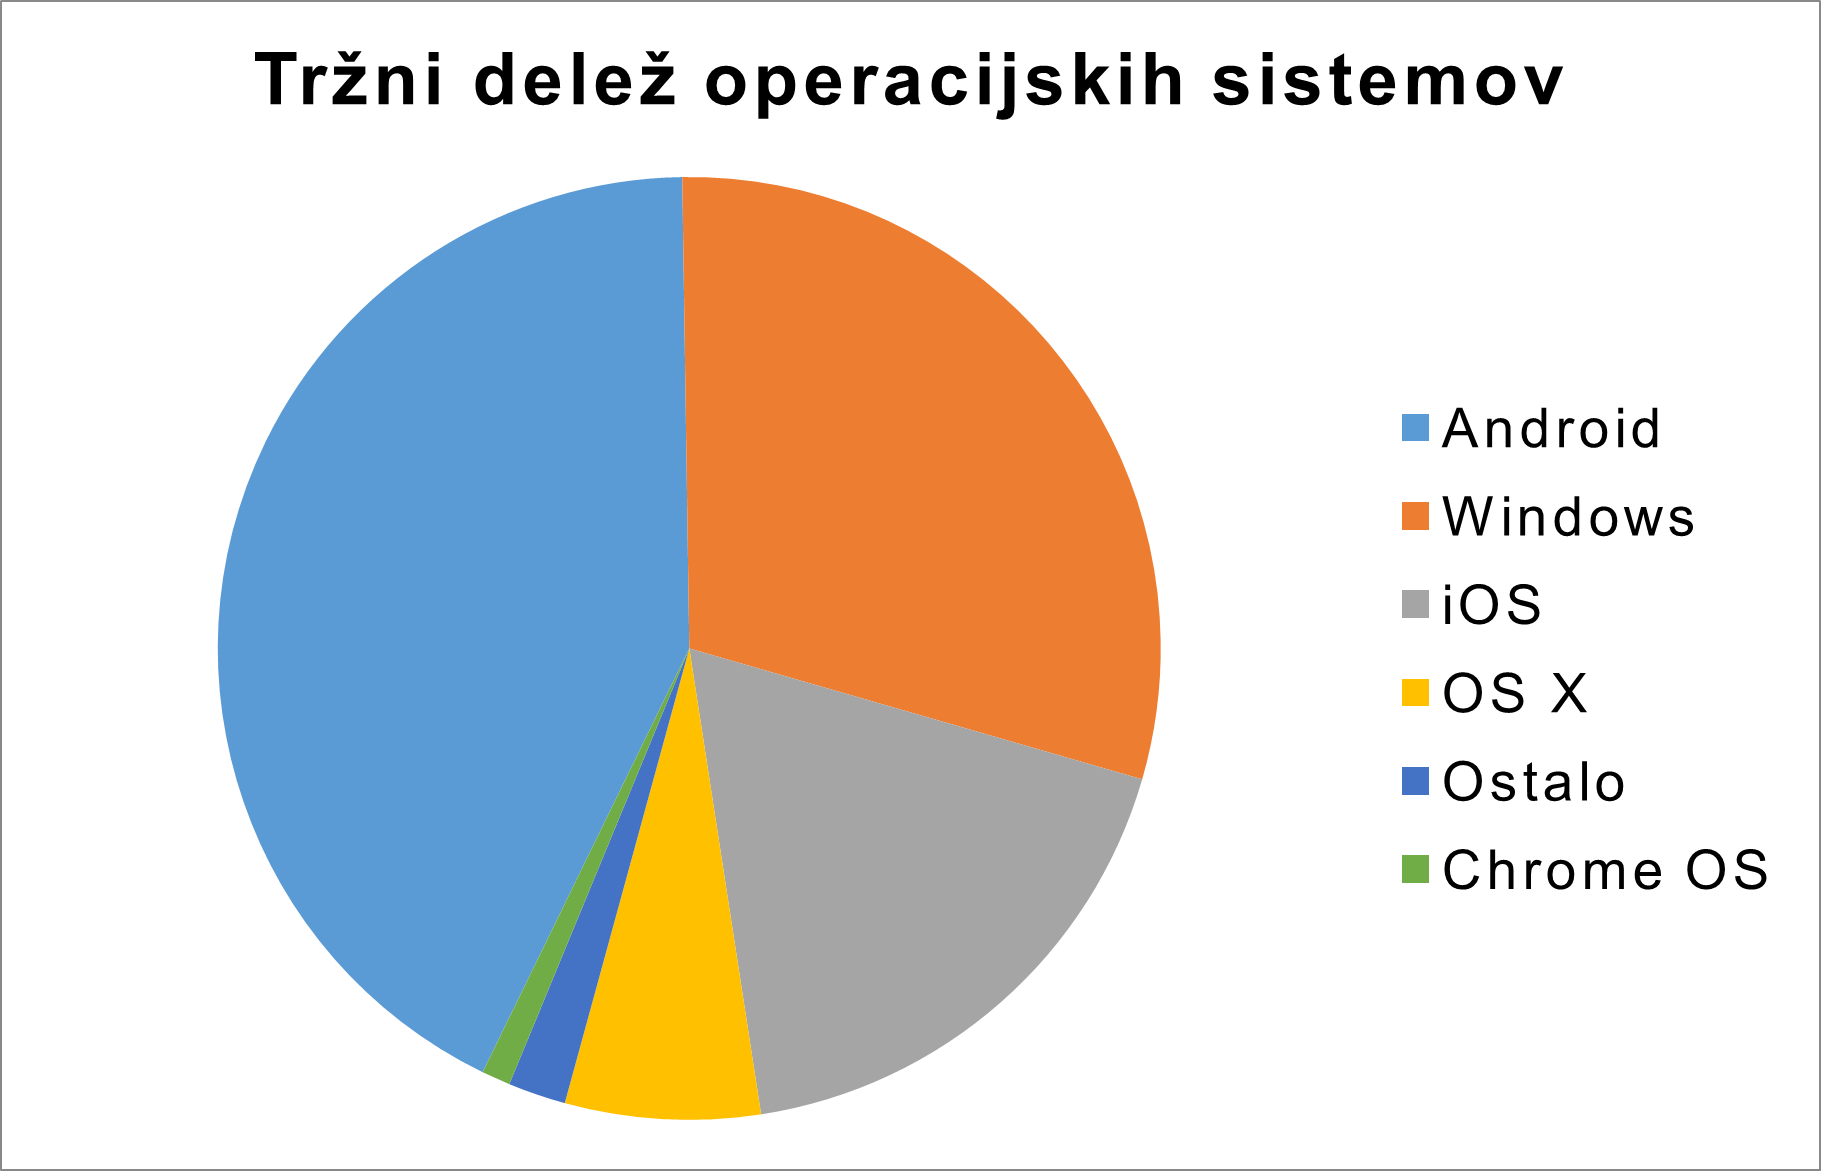 Tržni delež operacijskih sistemov
Android
Windows
iOS
OS X
Ostalo
Chrome OS